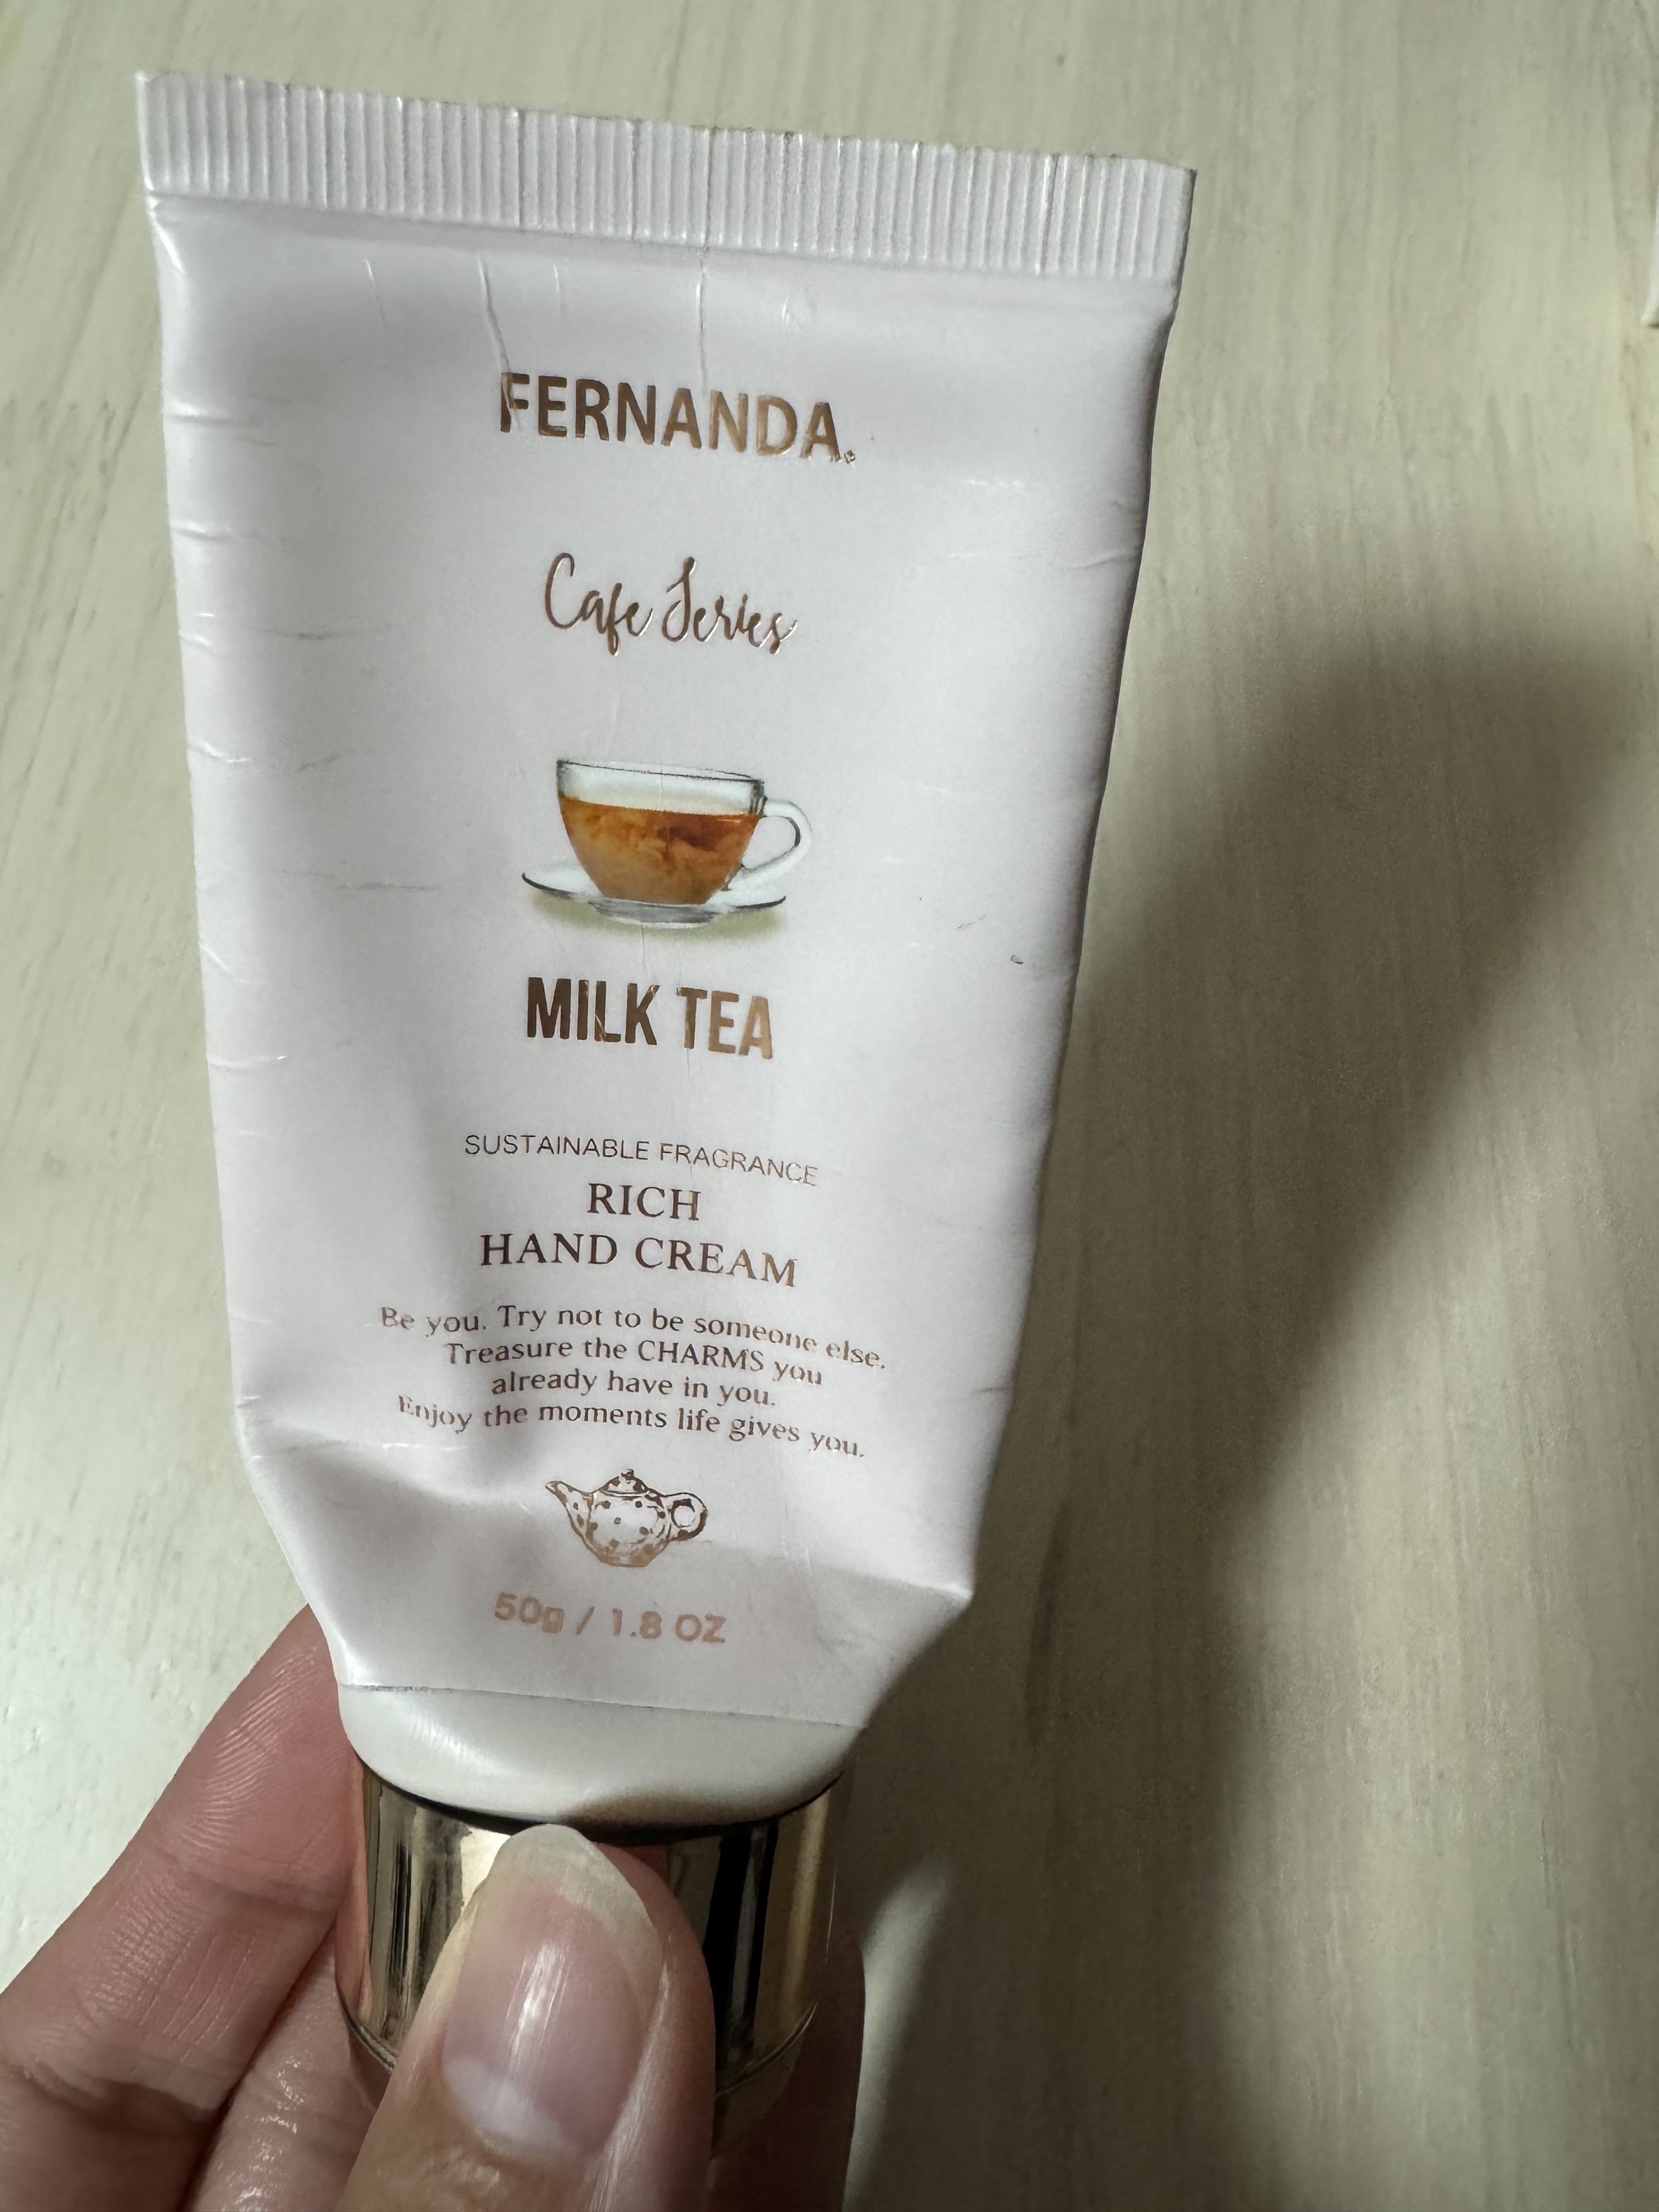 FERNANDA.
Cafe Series
MILK TEA
SUSTAINABLE FRAGRANCE
RICH
HAND CREAM
Be you. Try not to be someone else.
Treasure the CHARMS you
already have in you.
Enjoy the moments life gives you.
50g / 1.8 OZ